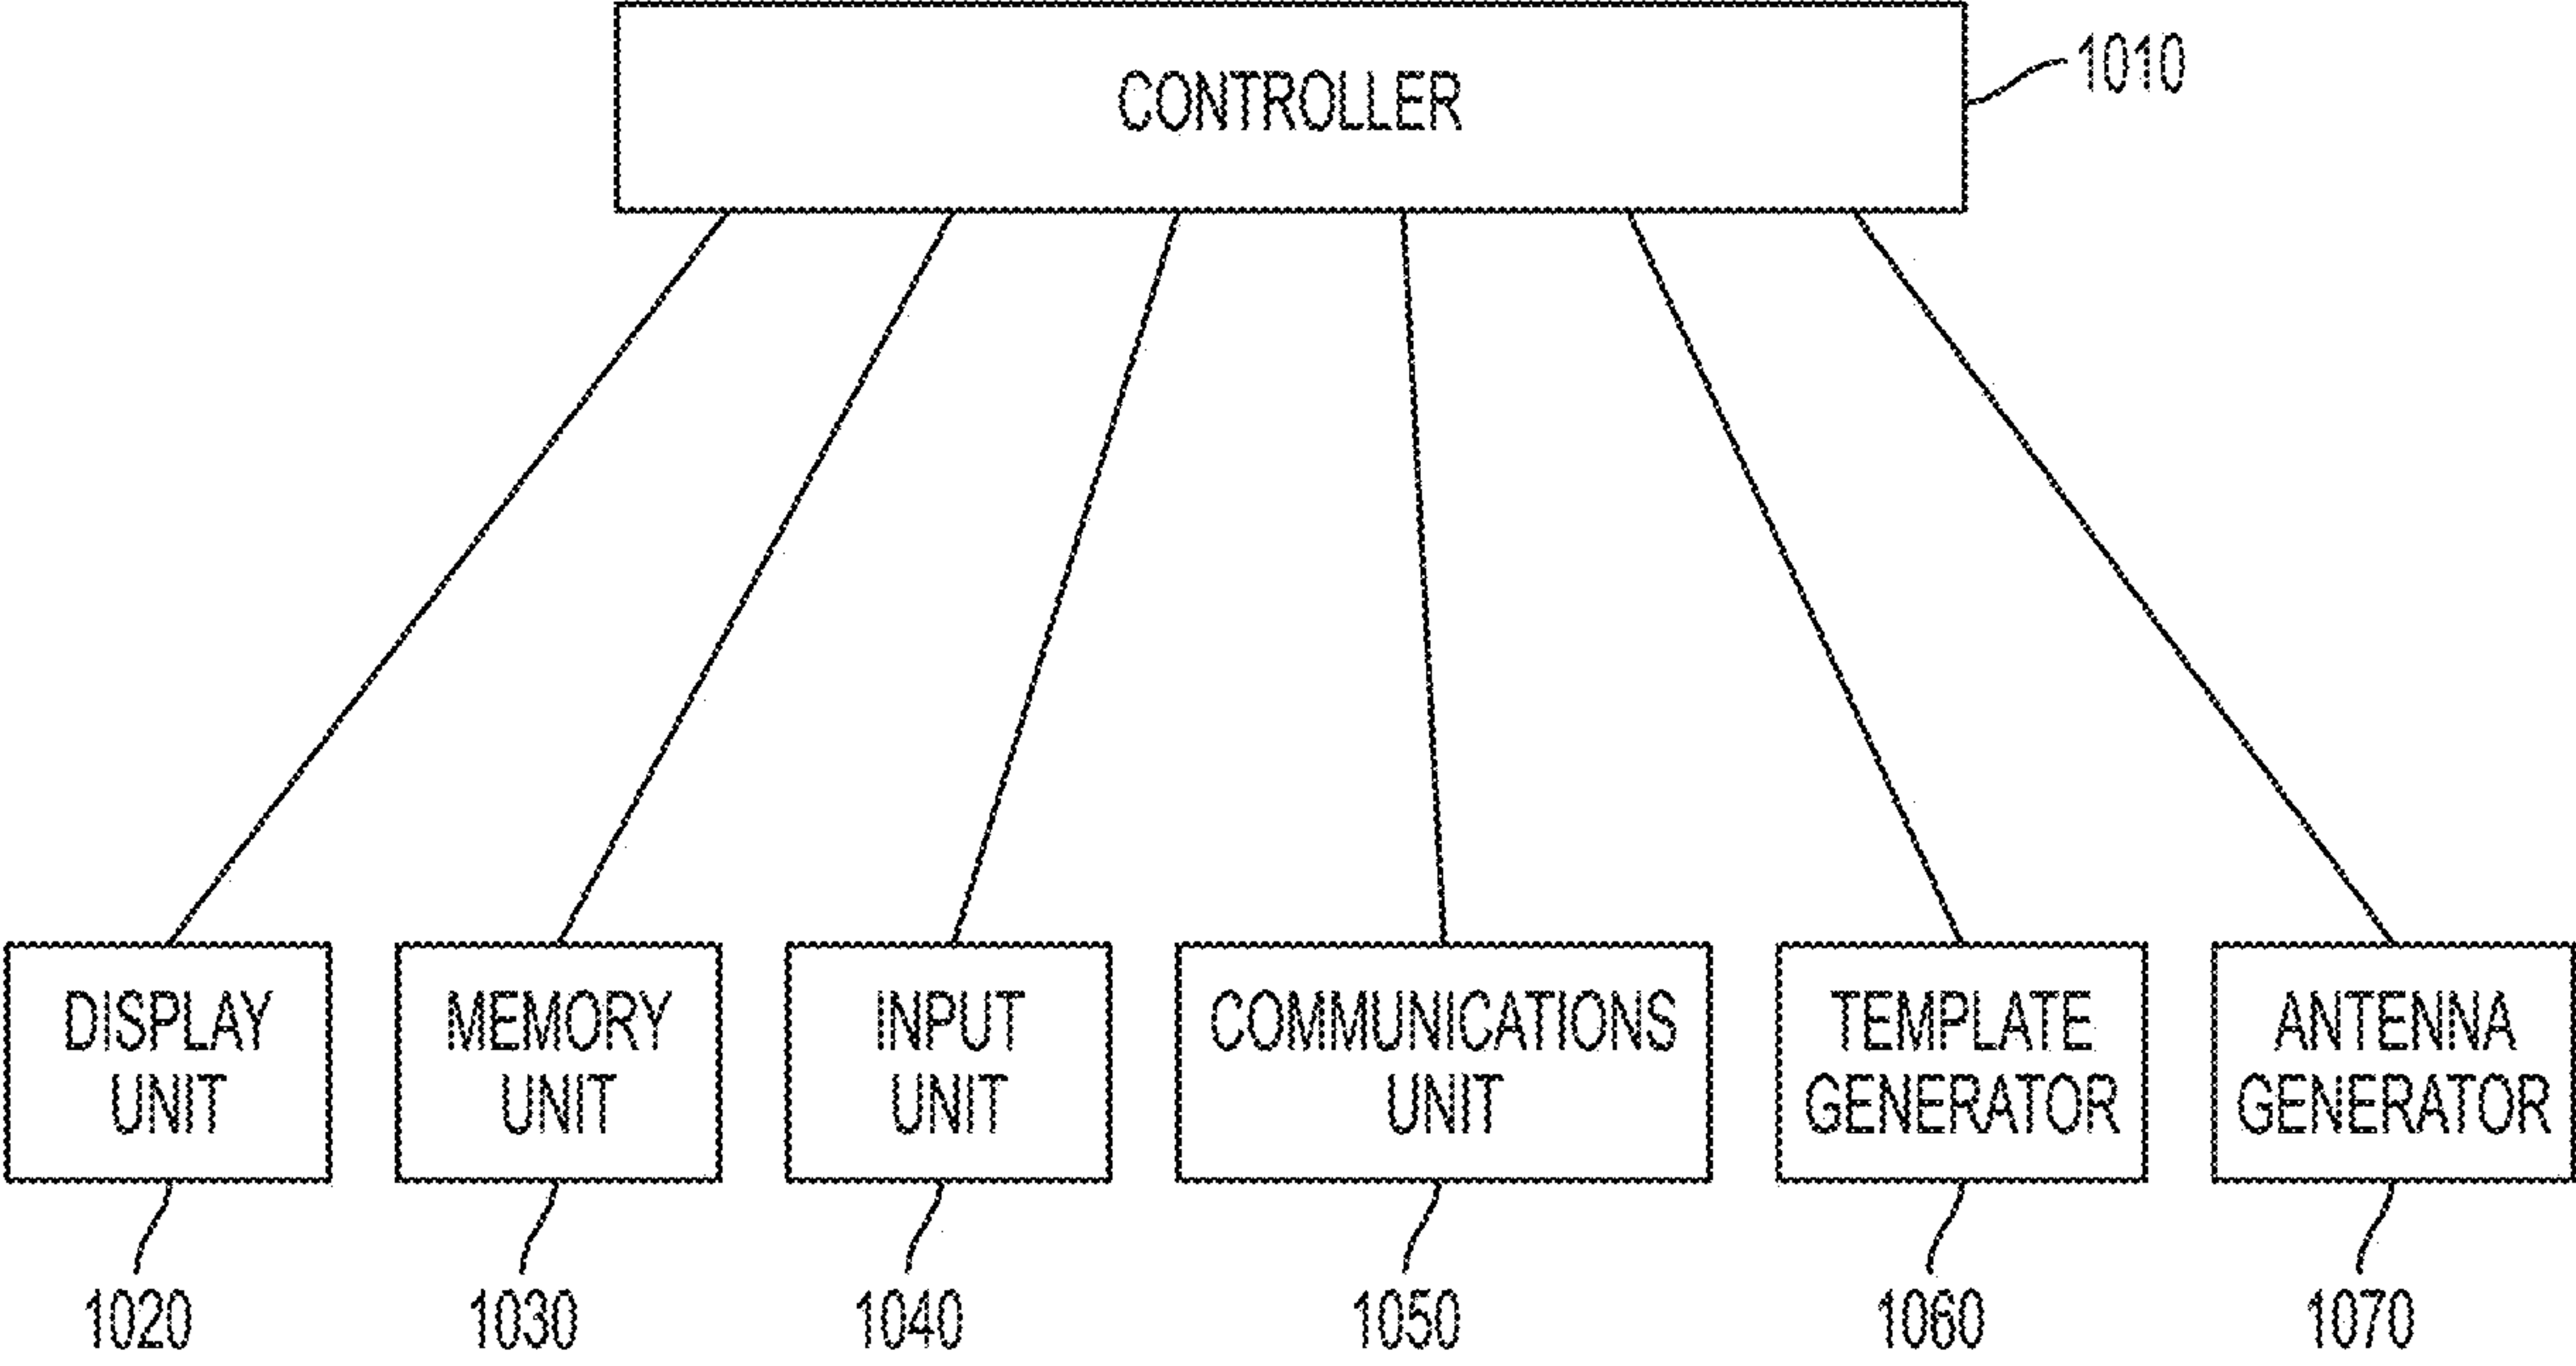 CONTROLLER
1010
DISPLAY
UNIT
MEMORY
UNIT
INPUT
UNIT
COMMUNICATIONS
UNIT
TEMPLATE
GENERATOR
ANTENNA
GENERATOR
1020
1030
1040
1050
1060
1070